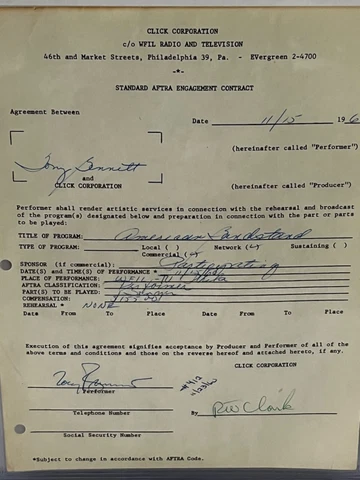 CLICK CORPORATION
c/o WFIL RADIO AND TELEVISION
46th and Market Streets, Philadelphia 39, Pa. - EVergreen 2-4700
-*-
STANDARD AFTRA ENGAGEMENT CONTRACT
Agreement Between
Date 11/15 196
(hereinafter called "Performer")
Tony Bennett
and
CLICK CORPORATION (hereinafter called "Producer")
Performer shall render artistic services in connection with the rehearsal and broadcast
of the program(s) designated below and preparation in connection with the part or parts
to be played:
TITLE OF PROGRAM: American Bandstand
TYPE OF PROGRAM: Local ( ) Network (✓) Sustaining ( )
Commercial (✓)
SPONSOR (if commercial): Participating
DATE(S) and TIME(S) OF PERFORMANCE *
PLACE OF PERFORMANCE: WFIL-TV Phila
AFTRA CLASSIFICATION: Performer
PART(S) TO BE PLAYED: Singer
COMPENSATION:
REHEARSAL * NONE
Date From To Date From To
Execution of this agreement signifies acceptance by Producer and Performer of all of the
above terms and conditions and those on the reverse hereof and attached hereto, if any.
CLICK CORPORATION
Tony Bennett
Performer
Telephone Number
By RW Clark
Social Security Number
*Subject to change in accordance with AFTRA Code.